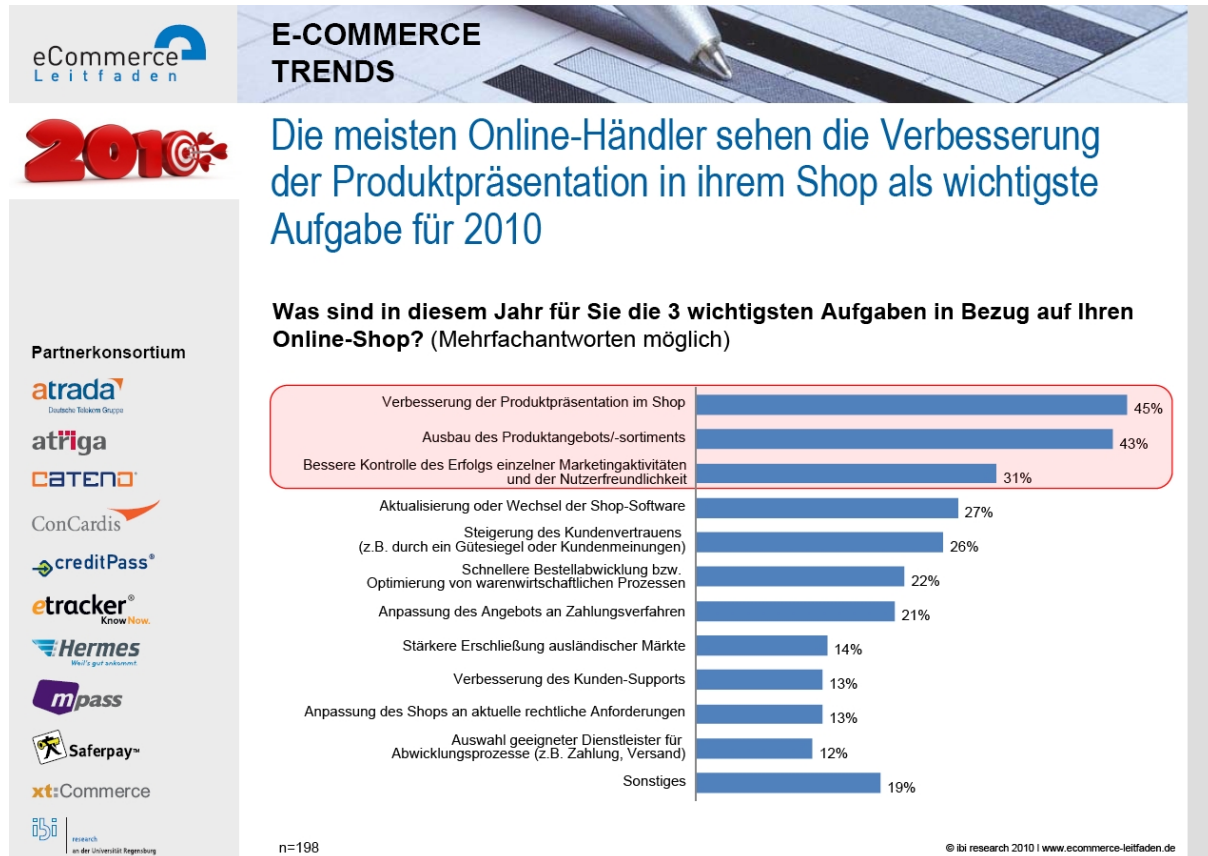 eCommerce
Leitfaden
E-COMMERCE
TRENDS
2010
Die meisten Online-Händler sehen die Verbesserung
der Produktpräsentation in ihrem Shop als wichtigste
Aufgabe für 2010
Was sind in diesem Jahr für Sie die 3 wichtigsten Aufgaben in Bezug auf Ihren
Online-Shop? (Mehrfachantworten möglich)
Partnerkonsortium
atrada
Deutsche Telekom Gruppe
atriga
CATENO
ConCardis
creditPass®
etracker®
Know Now.
Hermes
Weil's gut ankommt.
mpass
Saferpay™
xt:Commerce
ibi
research
an der Universität Regensburg
Verbesserung der Produktpräsentation im Shop 45%
Ausbau des Produktangebots/-sortiments 43%
Bessere Kontrolle des Erfolgs einzelner Marketingaktivitäten
und der Nutzerfreundlichkeit 31%
Aktualisierung oder Wechsel der Shop-Software 27%
Steigerung des Kundenvertrauens
(z.B. durch ein Gütesiegel oder Kundenmeinungen) 26%
Schnellere Bestellabwicklung bzw.
Optimierung von warenwirtschaftlichen Prozessen 22%
Anpassung des Angebots an Zahlungsverfahren 21%
Stärkere Erschließung ausländischer Märkte 14%
Verbesserung des Kunden-Supports 13%
Anpassung des Shops an aktuelle rechtliche Anforderungen 13%
Auswahl geeigneter Dienstleister für
Abwicklungsprozesse (z.B. Zahlung, Versand) 12%
Sonstiges 19%
n=198
© ibi research 2010 I www.ecommerce-leitfaden.de